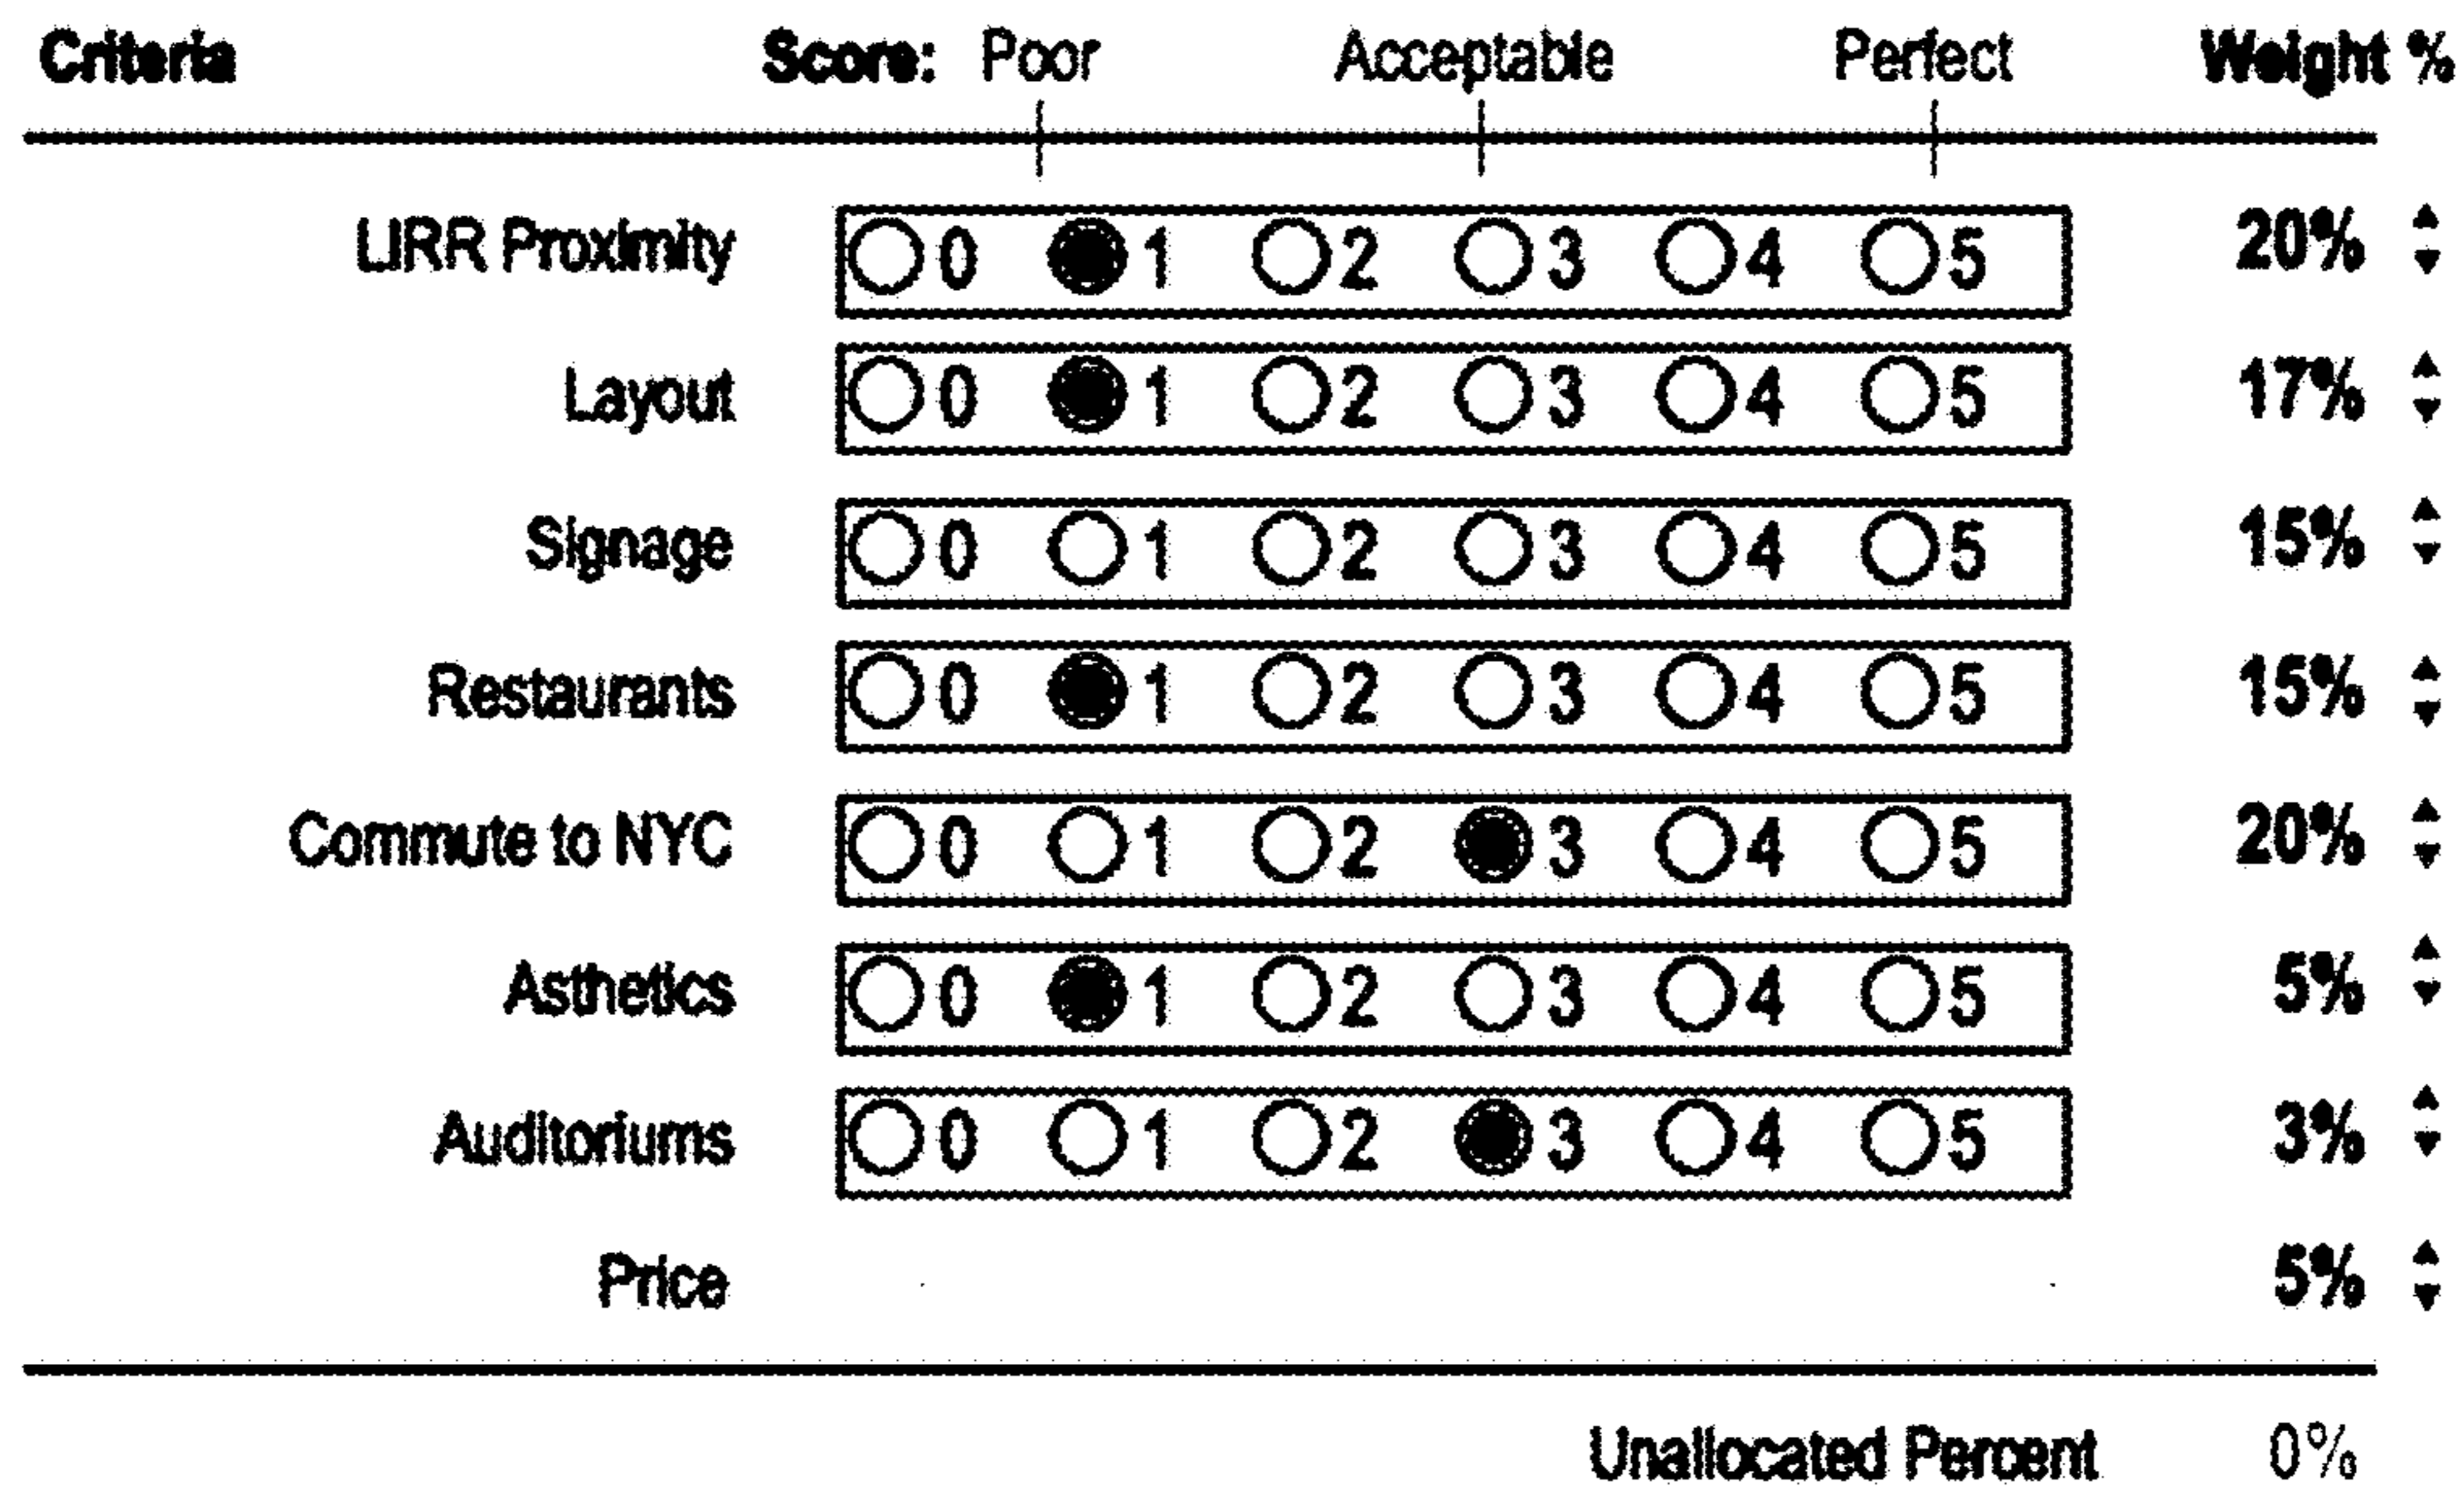 Criteria Score: Poor Acceptable Perfect Weight %
LIRR Proximity 0 1 2 3 4 5 20%
Layout 0 1 2 3 4 5 17%
Signage 0 1 2 3 4 5 15%
Restaurants 0 1 2 3 4 5 15%
Commute to NYC 0 1 2 3 4 5 20%
Asthetics 0 1 2 3 4 5 5%
Auditoriums 0 1 2 3 4 5 3%
Price 5%
Unallocated Percent 0%